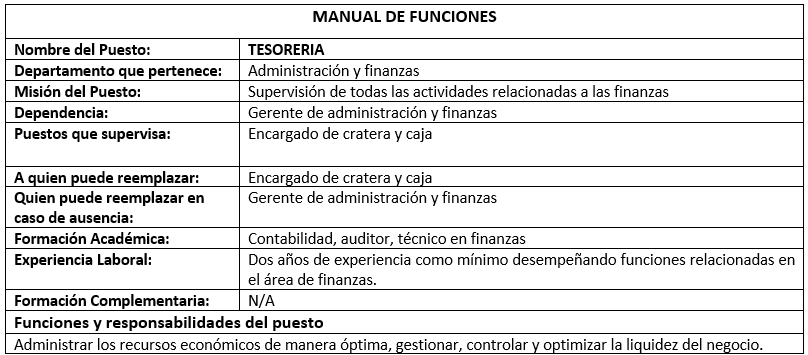 MANUAL DE FUNCIONES
Nombre del Puesto: TESORERIA
Departamento que pertenece: Administración y finanzas
Misión del Puesto: Supervisión de todas las actividades relacionadas a las finanzas
Dependencia: Gerente de administración y finanzas
Puestos que supervisa: Encargado de cratera y caja
A quien puede reemplazar: Encargado de cratera y caja
Quien puede reemplazar en Gerente de administración y finanzas
caso de ausencia:
Formación Académica: Contabilidad, auditor, técnico en finanzas
Experiencia Laboral: Dos años de experiencia como mínimo desempeñando funciones relacionadas en
el área de finanzas.
Formación Complementaria: N/A
Funciones y responsabilidades del puesto
Administrar los recursos económicos de manera óptima, gestionar, controlar y optimizar la liquidez del negocio.